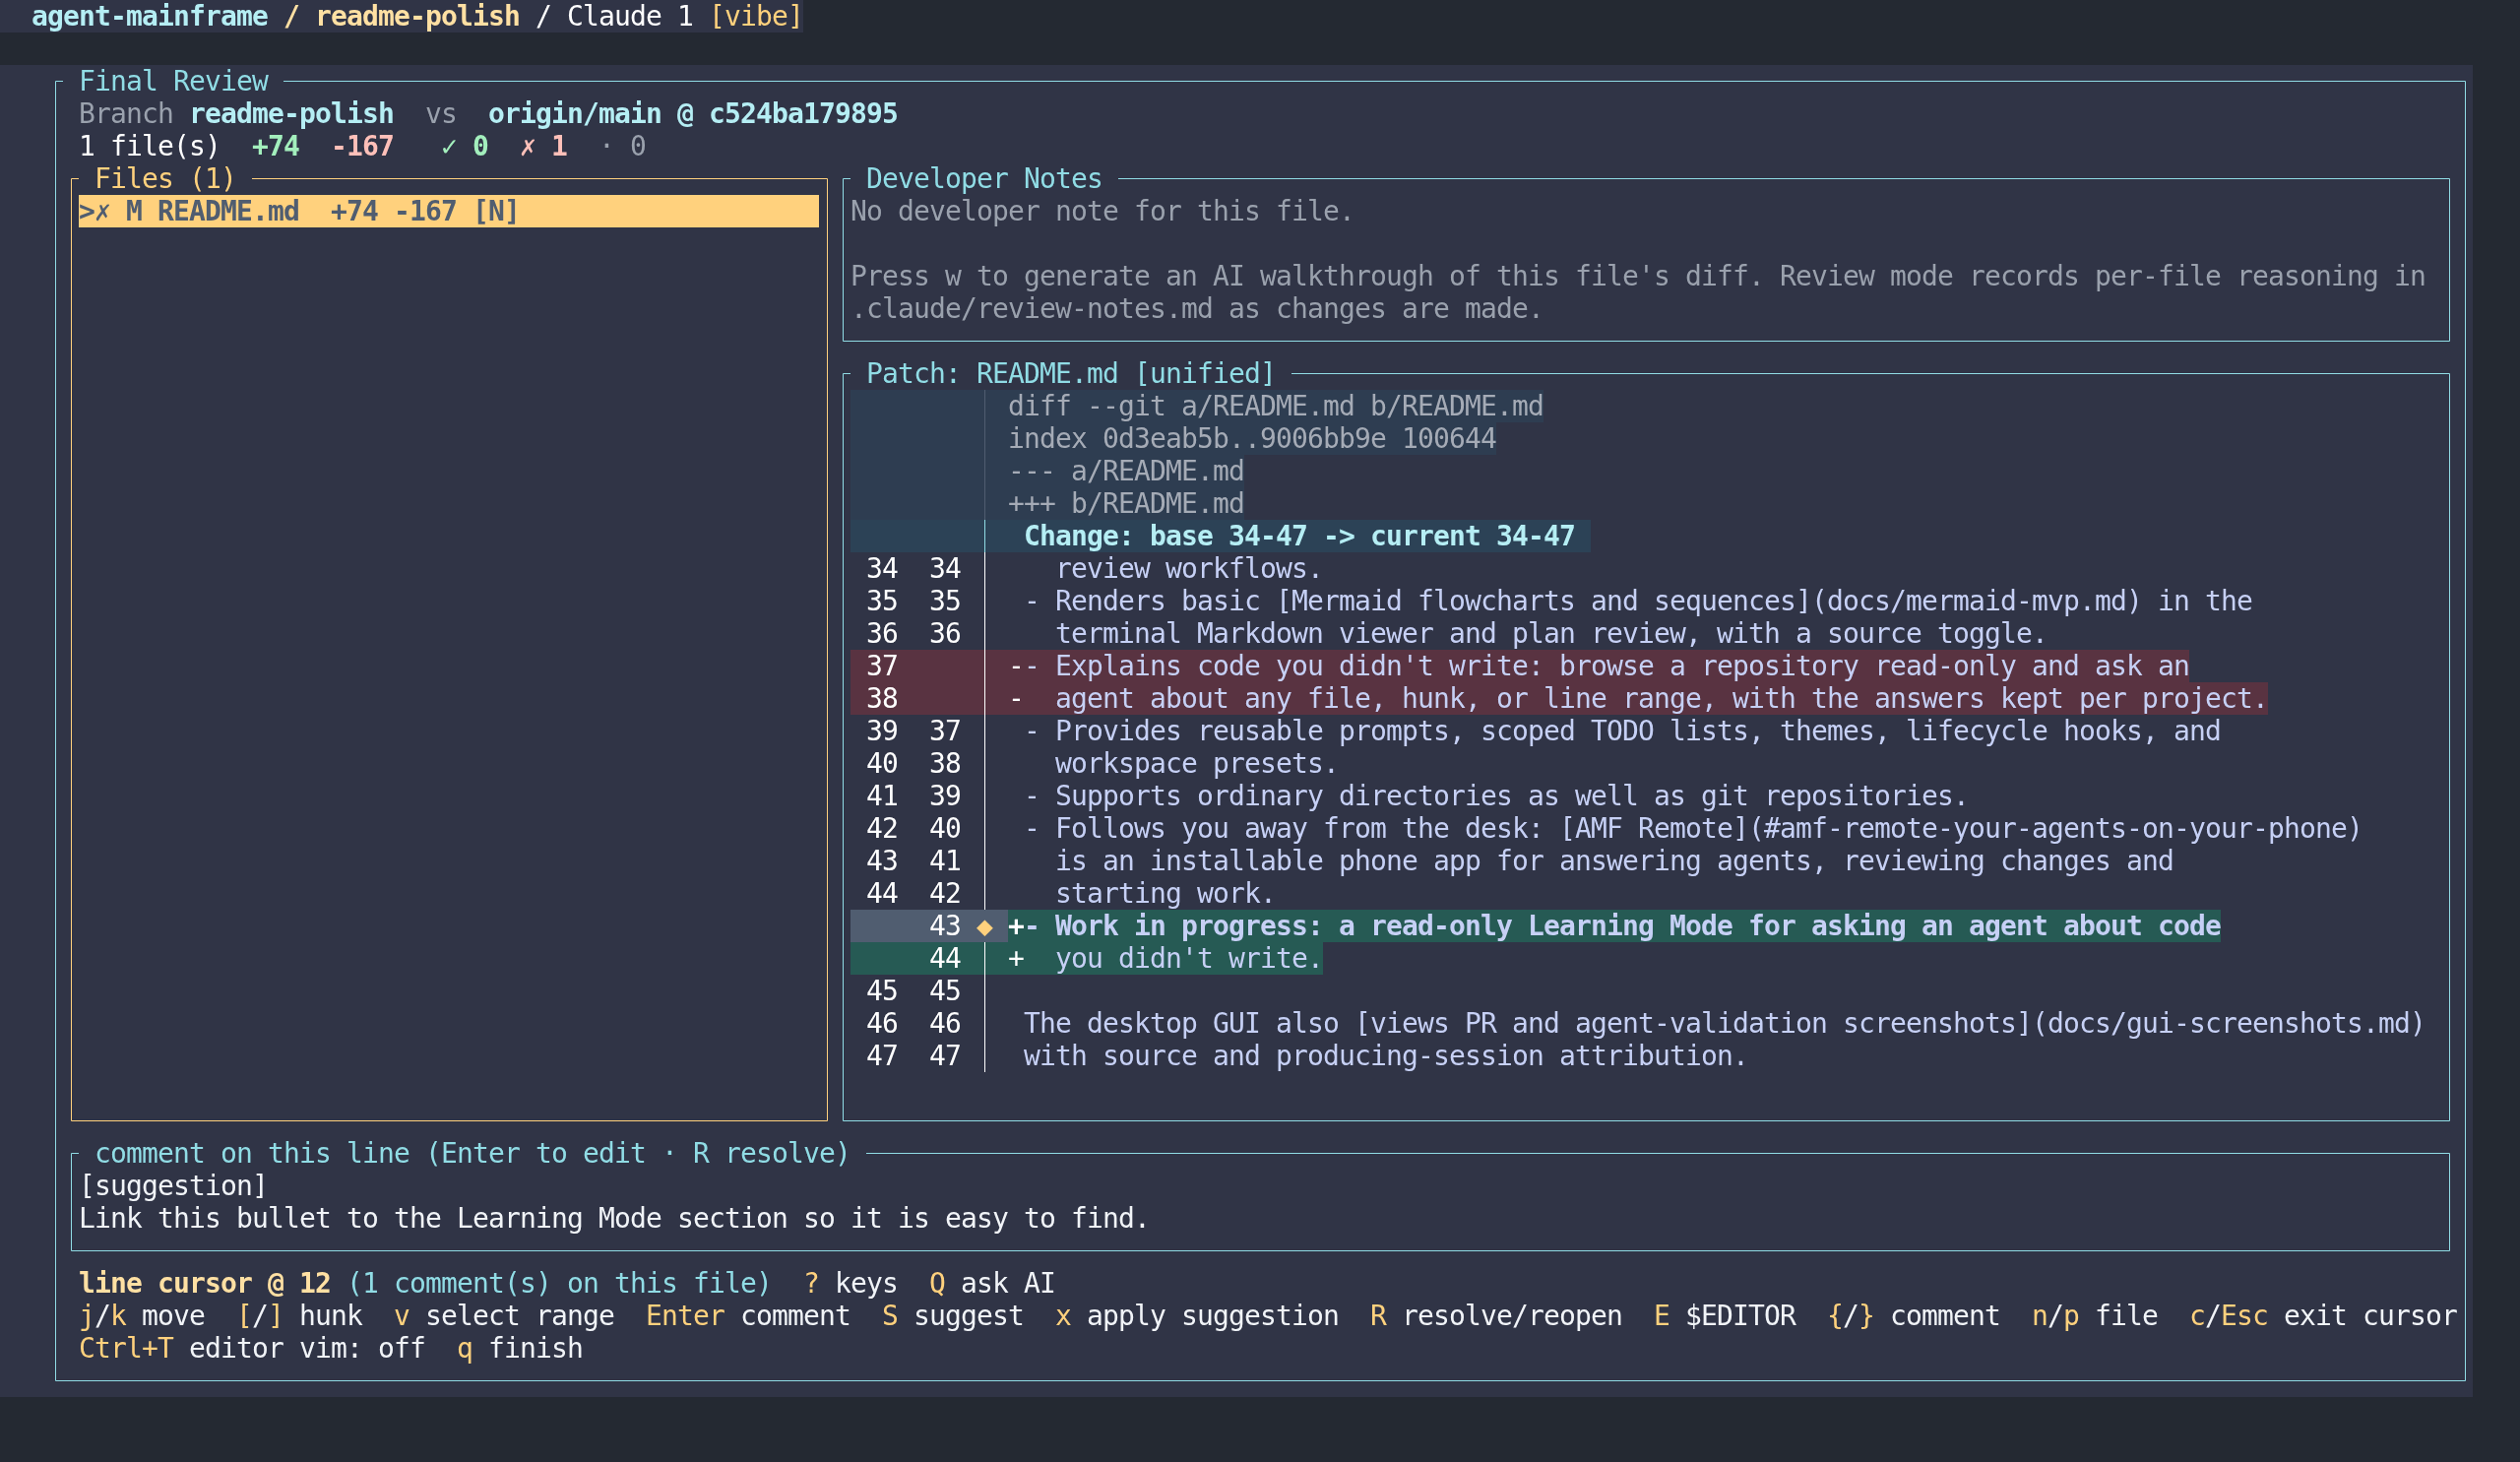 agent-mainframe / readme-polish / Claude 1 [vibe]
Final Review
Branch readme-polish  vs  origin/main @ c524ba179895
1 file(s)  +74  -167   ✓ 0  ✗ 1  · 0
Files (1)
>✗ M README.md  +74 -167 [N]
Developer Notes
No developer note for this file.
Press w to generate an AI walkthrough of this file's diff. Review mode records per-file reasoning in
.claude/review-notes.md as changes are made.
Patch: README.md [unified]
diff --git a/README.md b/README.md
index 0d3eab5b..9006bb9e 100644
--- a/README.md
+++ b/README.md
Change: base 34-47 -> current 34-47
34  34    review workflows.
35  35  - Renders basic [Mermaid flowcharts and sequences](docs/mermaid-mvp.md) in the
36  36    terminal Markdown viewer and plan review, with a source toggle.
37      -- Explains code you didn't write: browse a repository read-only and ask an
38      -  agent about any file, hunk, or line range, with the answers kept per project.
39  37  - Provides reusable prompts, scoped TODO lists, themes, lifecycle hooks, and
40  38    workspace presets.
41  39  - Supports ordinary directories as well as git repositories.
42  40  - Follows you away from the desk: [AMF Remote](#amf-remote-your-agents-on-your-phone)
43  41    is an installable phone app for answering agents, reviewing changes and
44  42    starting work.
    43 ◆ +- Work in progress: a read-only Learning Mode for asking an agent about code
    44   +  you didn't write.
45  45
46  46  The desktop GUI also [views PR and agent-validation screenshots](docs/gui-screenshots.md)
47  47  with source and producing-session attribution.
comment on this line (Enter to edit · R resolve)
[suggestion]
Link this bullet to the Learning Mode section so it is easy to find.
line cursor @ 12 (1 comment(s) on this file)  ? keys  Q ask AI
j/k move  [/] hunk  v select range  Enter comment  S suggest  x apply suggestion  R resolve/reopen  E $EDITOR  {/} comment  n/p file  c/Esc exit cursor
Ctrl+T editor vim: off  q finish